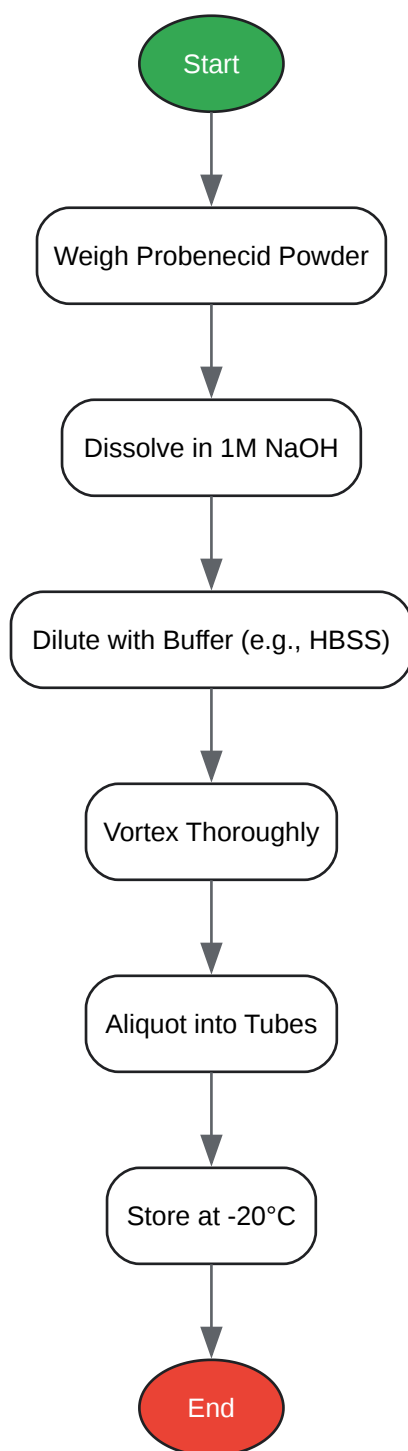 Start
Weigh Probenecid Powder
Dissolve in 1M NaOH
Dilute with Buffer (e.g., HBSS)
Vortex Thoroughly
Aliquot into Tubes
Store at -20°C
End